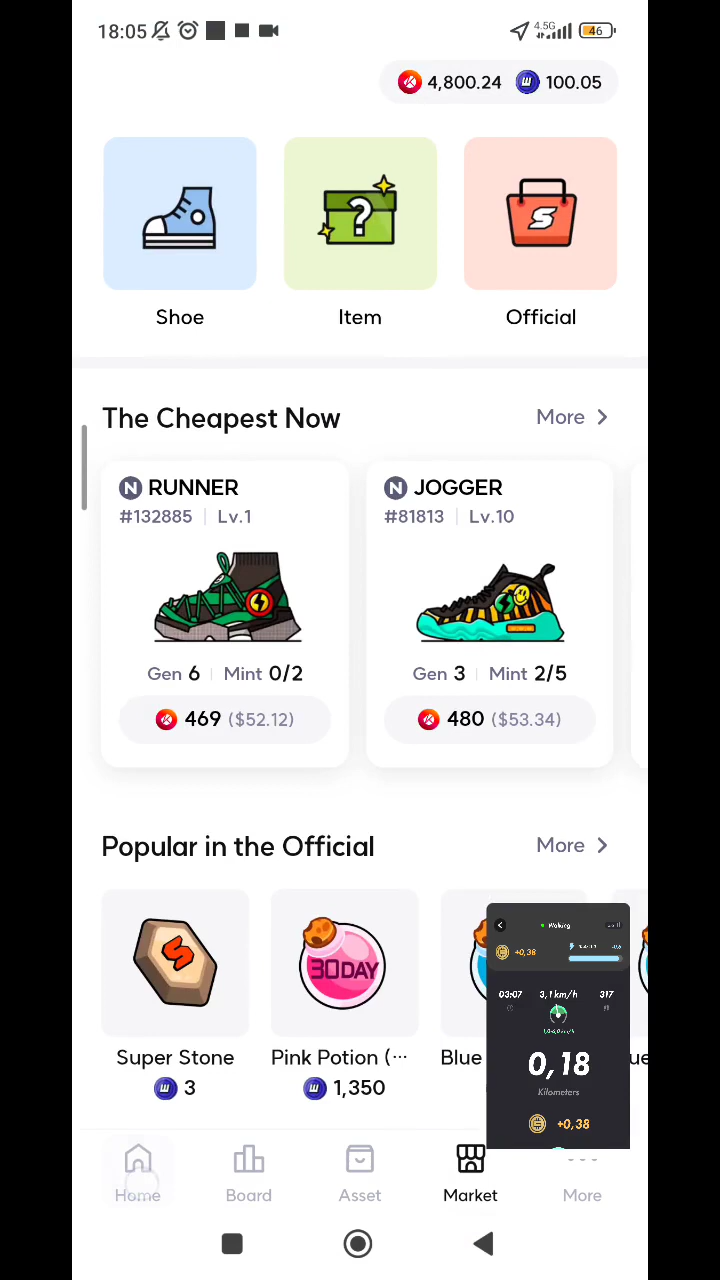 18:05 4.5G 46
4,800.24 100.05
?
S
Shoe Item Official
The Cheapest Now More
N RUNNER
#132885 Lv.1
Gen 6 Mint 0/2
469 ($52.12)
N JOGGER
#81813 Lv.10
Gen 3 Mint 2/5
480 ($53.34)
Popular in the Official More
S
30DAY
Super Stone
3
Pink Potion (···
1,350
Blue
ue
Walking
+0,38
03:07 3,1 km/h 317
0,18
Kilometers
+0,38
Home Board Asset Market More